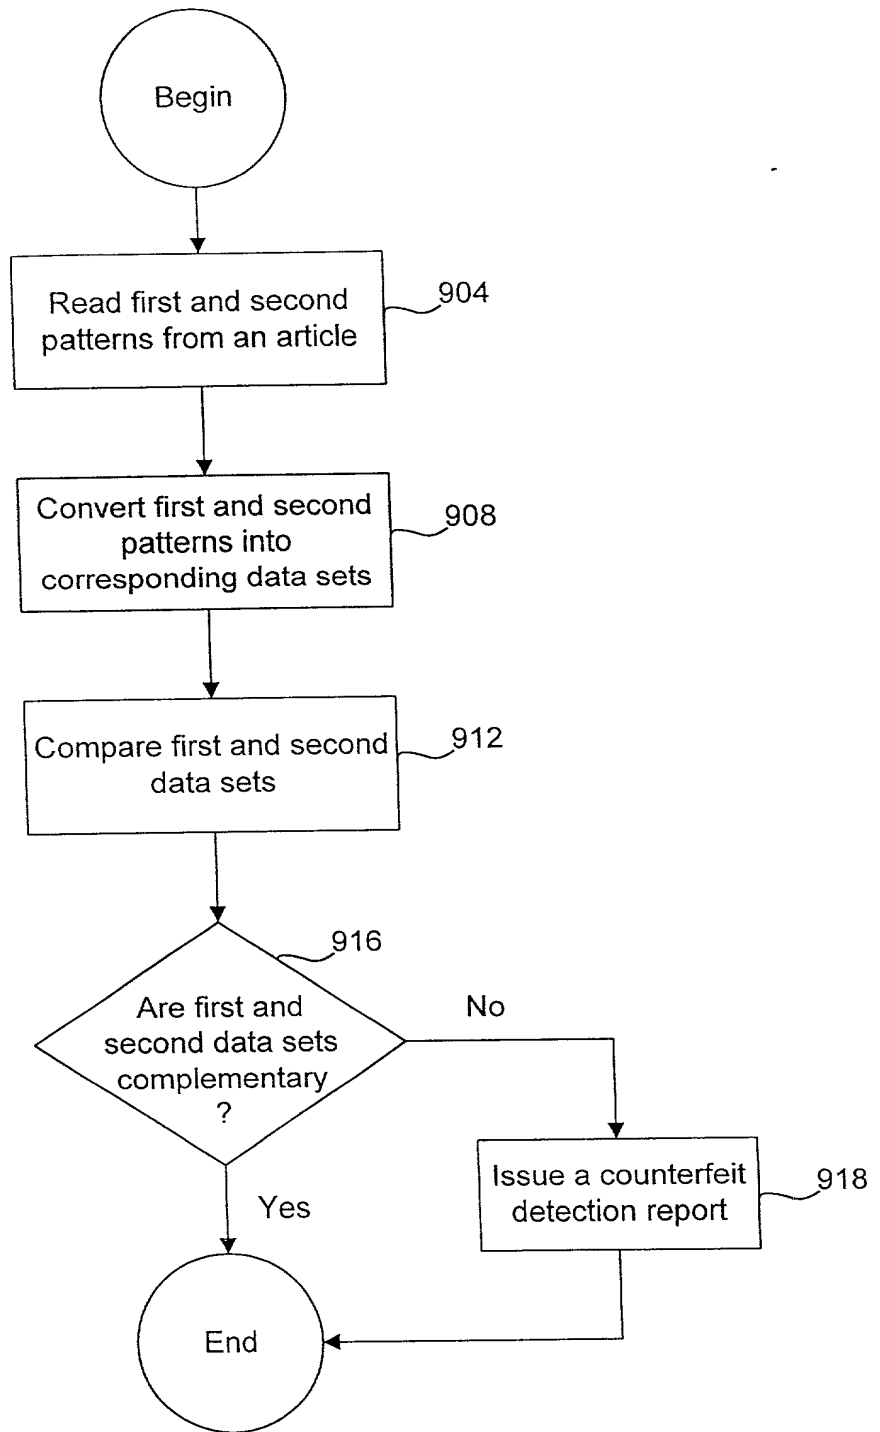 Begin
Read first and second
patterns from an article
904
Convert first and second
patterns into
corresponding data sets
908
Compare first and second
data sets
912
916
Are first and
second data sets
complementary
?
No
Issue a counterfeit
detection report
918
Yes
End